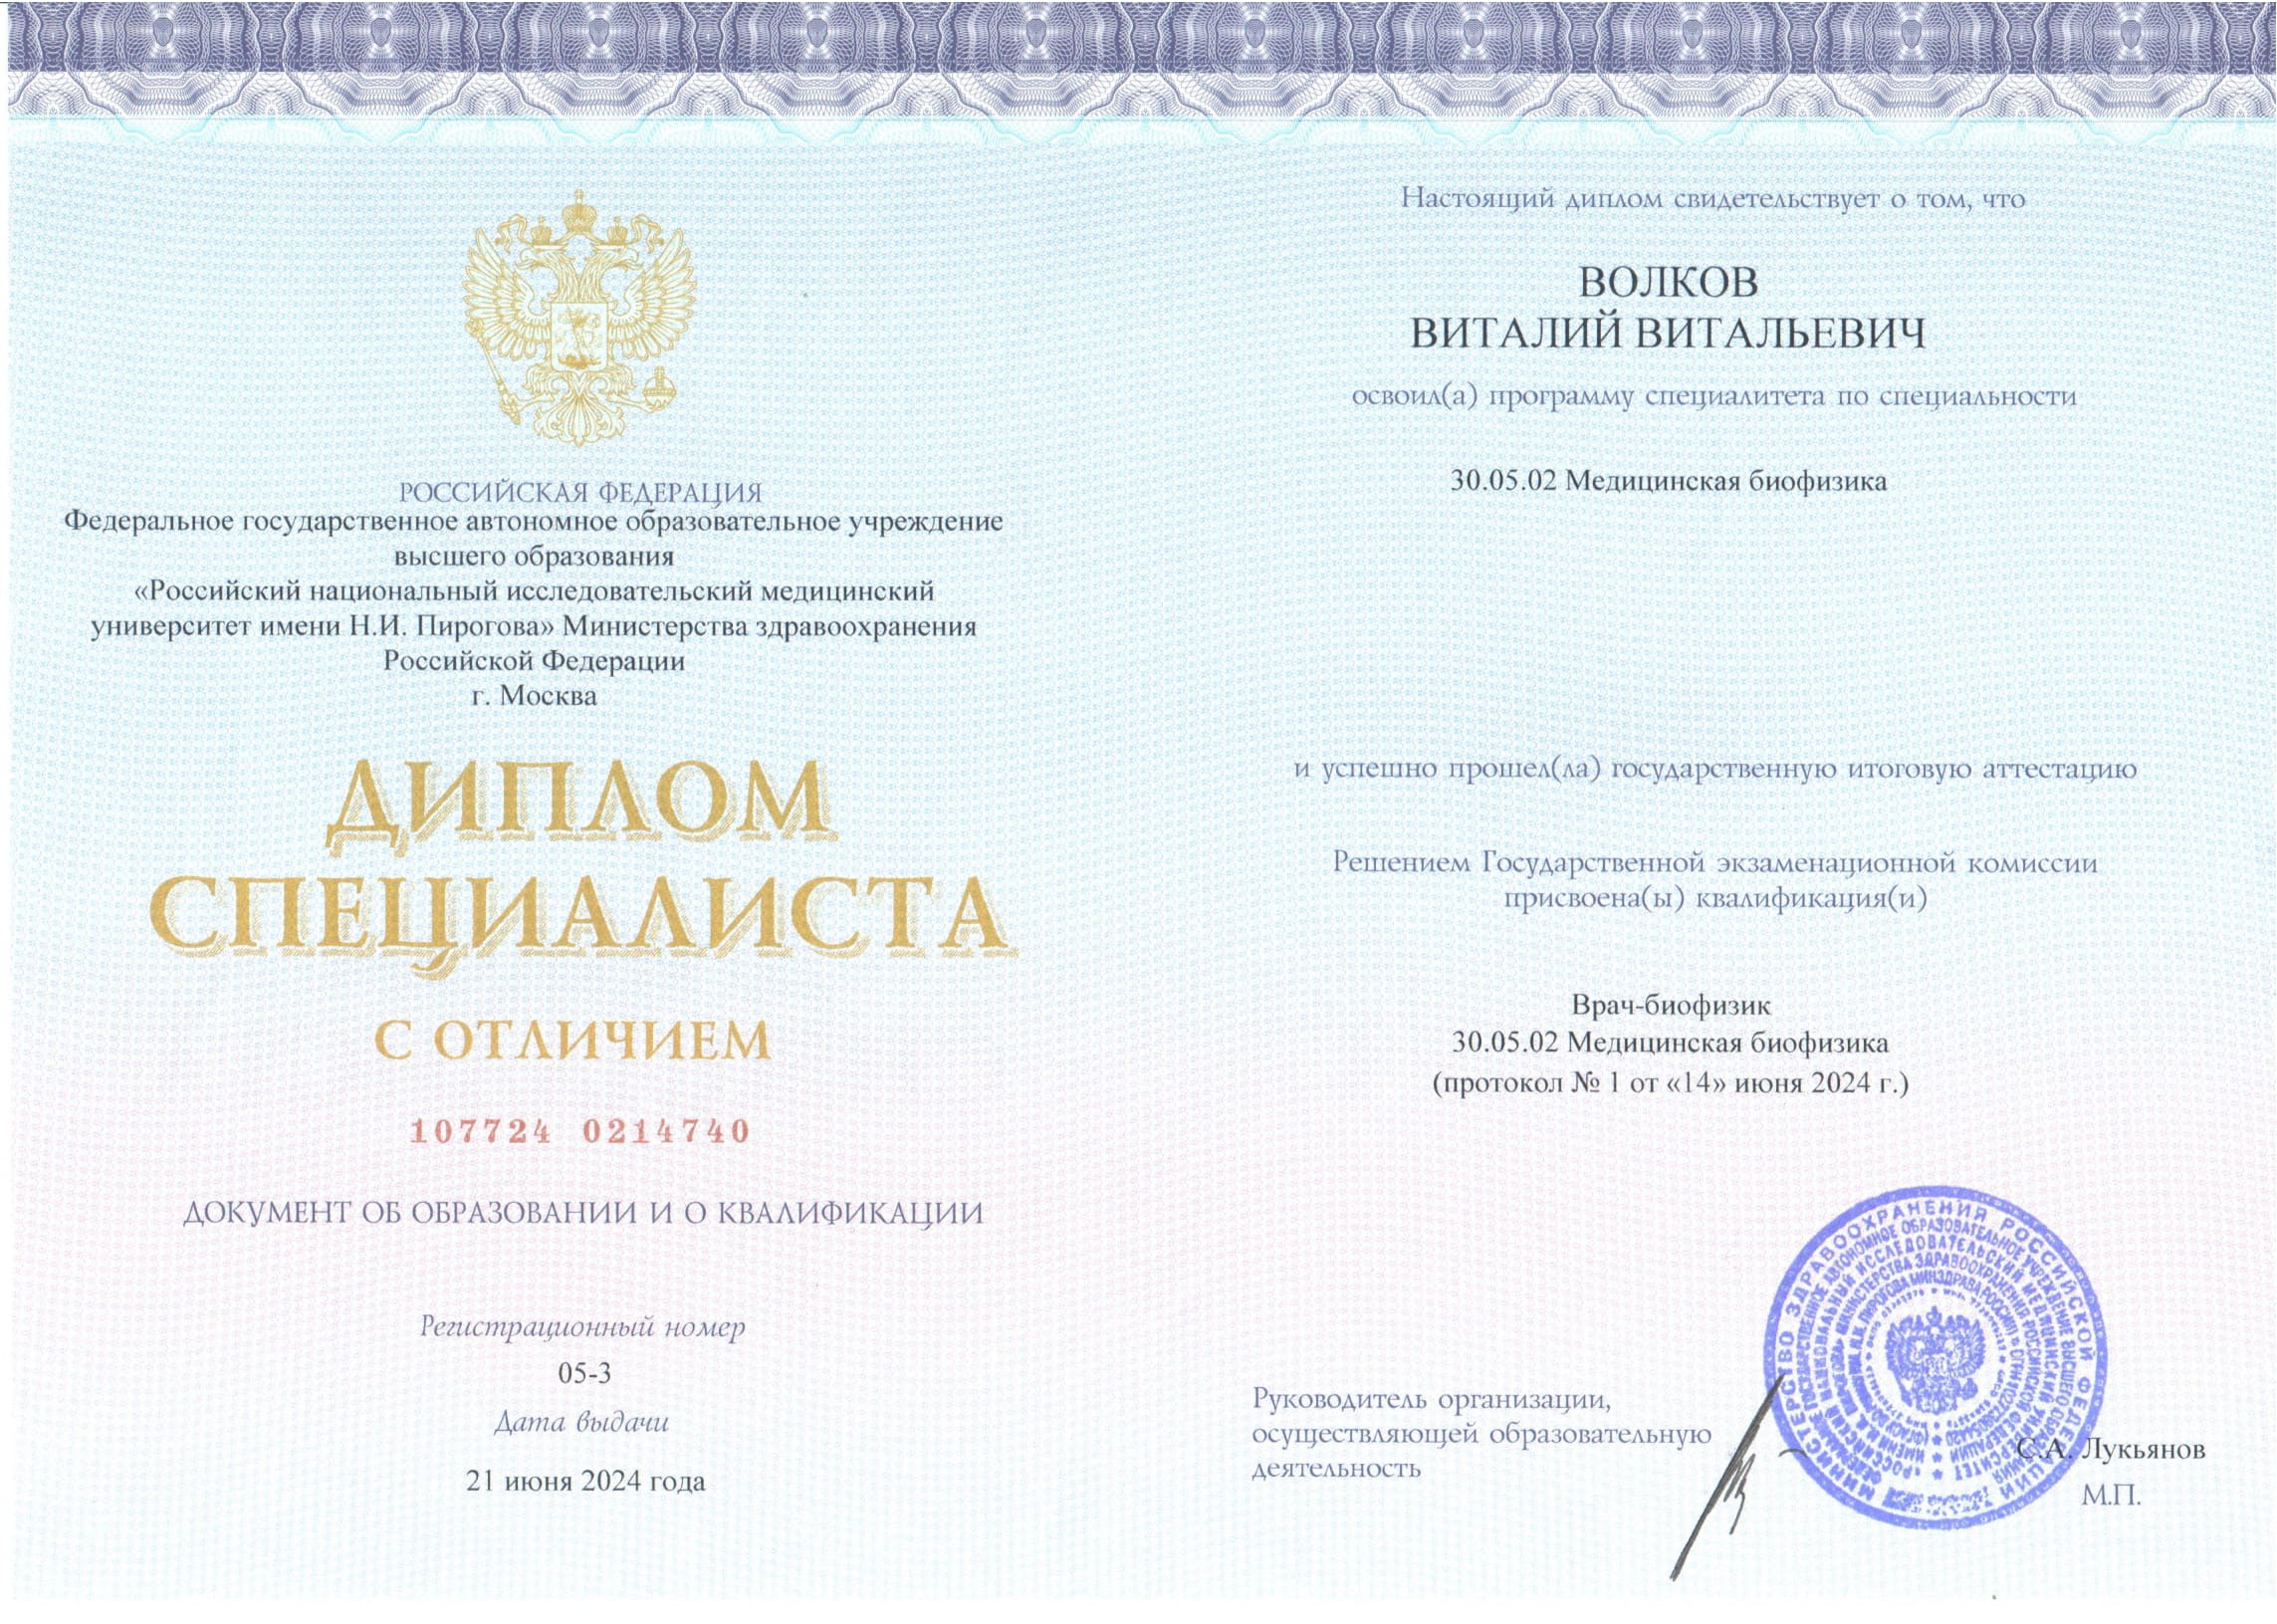 РОССИЙСКАЯ ФЕДЕРАЦИЯ
Федеральное государственное автономное образовательное учреждение
высшего образования
«Российский национальный исследовательский медицинский
университет имени Н.И. Пирогова» Министерства здравоохранения
Российской Федерации
г. Москва
ДИПЛОМ
СПЕЦИАЛИСТА
С ОТЛИЧИЕМ
107724 0214740
ДОКУМЕНТ ОБ ОБРАЗОВАНИИ И О КВАЛИФИКАЦИИ
Регистрационный номер
05-3
Дата выдачи
21 июня 2024 года
Настоящий диплом свидетельствует о том, что
ВОЛКОВ
ВИТАЛИЙ ВИТАЛЬЕВИЧ
освоил(а) программу специалитета по специальности
30.05.02 Медицинская биофизика
и успешно прошел(ла) государственную итоговую аттестацию
Решением Государственной экзаменационной комиссии
присвоена(ы) квалификация(и)
Врач-биофизик
30.05.02 Медицинская биофизика
(протокол № 1 от «14» июня 2024 г.)
Руководитель организации,
осуществляющей образовательную
деятельность
С.А. Лукьянов
М.П.
МИНИСТЕРСТВО ЗДРАВООХРАНЕНИЯ РОССИЙСКОЙ ФЕДЕРАЦИИ